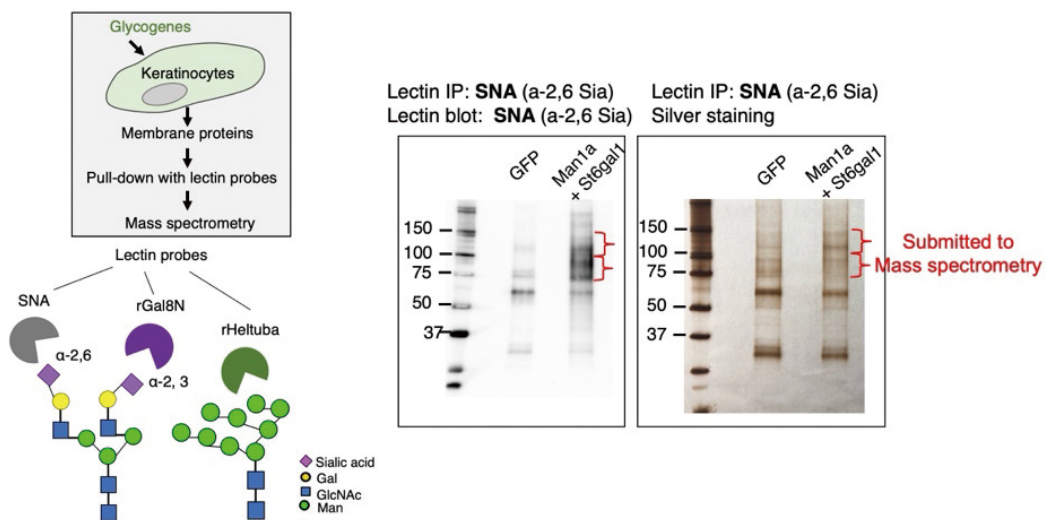 Glycogenes
Keratinocytes
Membrane proteins
Pull-down with lectin probes
Mass spectrometry
Lectin probes
SNA
rGal8N
rHeltuba
α-2,6
α-2, 3
Sialic acid
Gal
GlcNAc
Man
Lectin IP: SNA (a-2,6 Sia)
Lectin blot: SNA (a-2,6 Sia)
GFP
Man1a
+ St6gal1
150
100
75
50
37
Lectin IP: SNA (a-2,6 Sia)
Silver staining
GFP
Man1a
+ St6gal1
150
100
75
50
37
Submitted to
Mass spectrometry